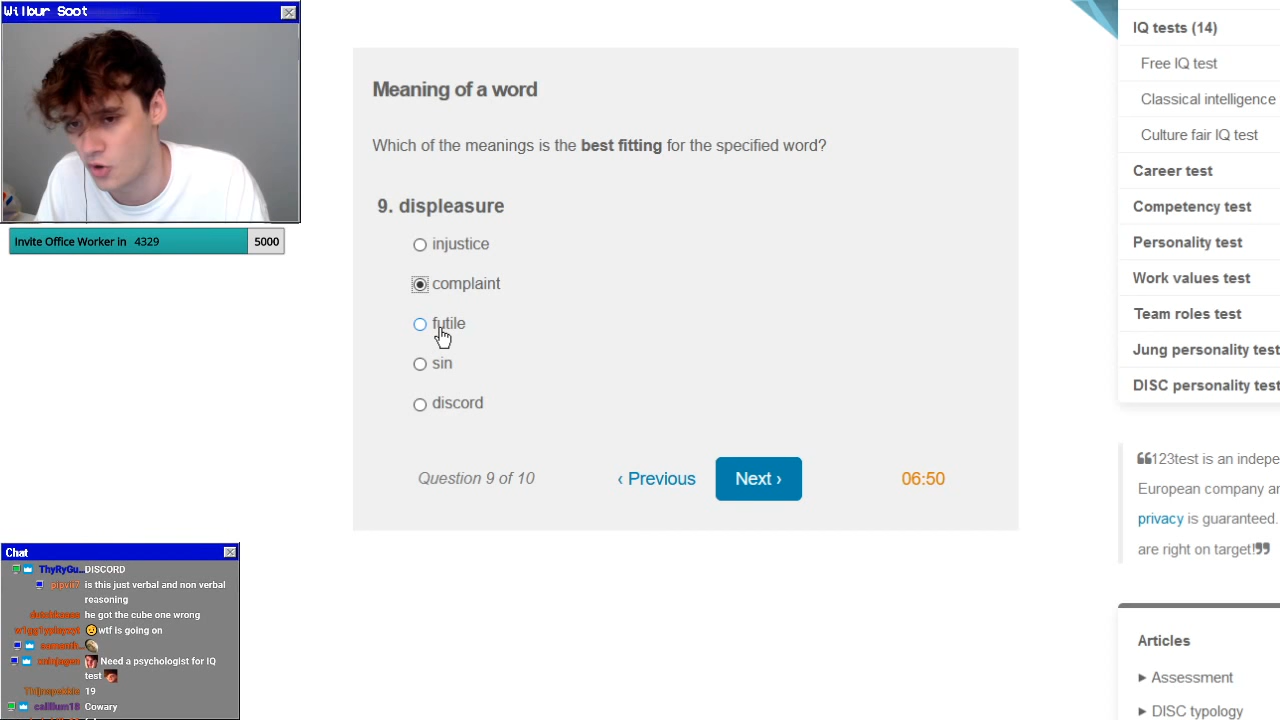 Wilbur Soot
Invite Office Worker in 4329
5000
Meaning of a word
Which of the meanings is the best fitting for the specified word?
9. displeasure
injustice
complaint
futile
sin
discord
Question 9 of 10
‹ Previous
Next ›
06:50
IQ tests (14)
Free IQ test
Classical intelligence
Culture fair IQ test
Career test
Competency test
Personality test
Work values test
Team roles test
Jung personality test
DISC personality test
123test is an indepe
European company an
privacy is guaranteed.
are right on target!
Articles
Assessment
DISC typology
Chat
ThyRyGu... DISCORD
is this just verbal and non verbal
reasoning
he got the cube one wrong
wtf is going on
Need a psychologist for IQ
test
19
callium18 Cowary